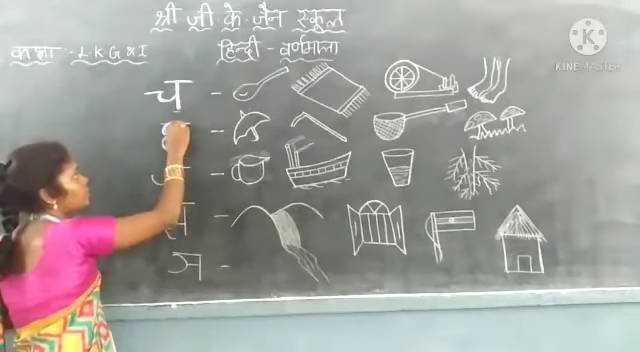 श्री जी. के. जैन स्कूल
कक्षा - L K G & I
हिन्दी - वर्णमाला
KINEMASTER
च -
छ -
ज -
झ -
ञ -